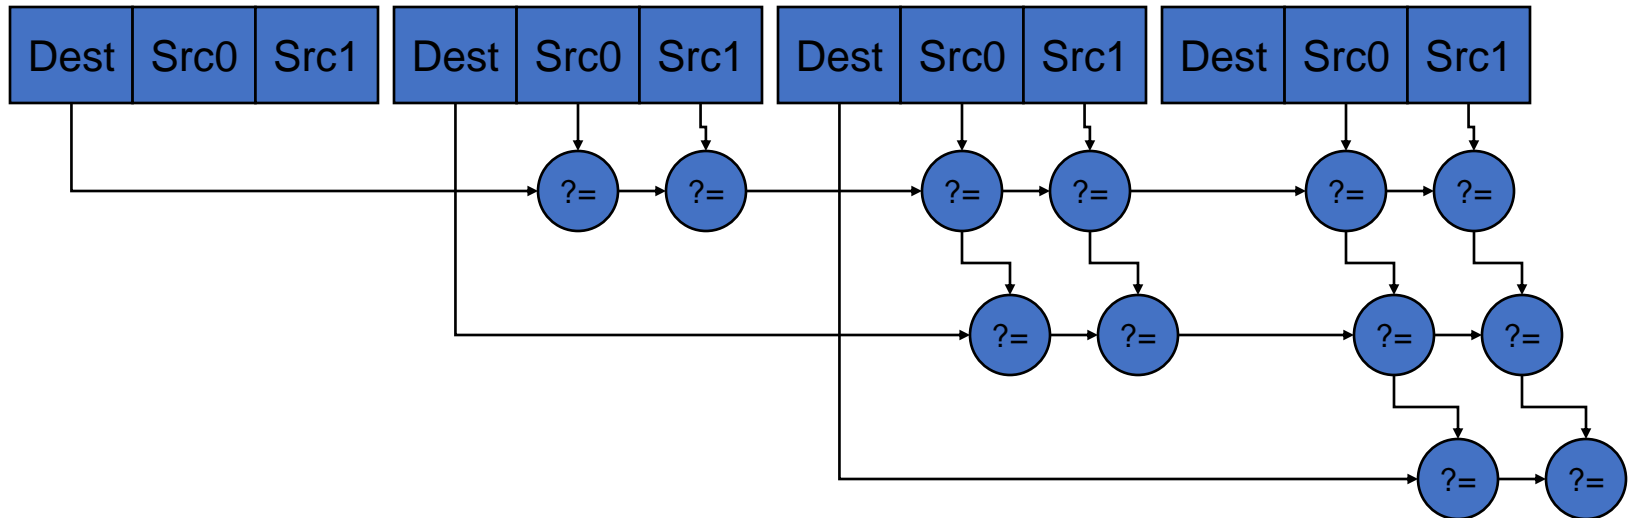 Dest Src0 Src1 Dest Src0 Src1 Dest Src0 Src1 Dest Src0 Src1
?= ?= ?= ?= ?= ?=
?= ?= ?= ?=
?= ?=